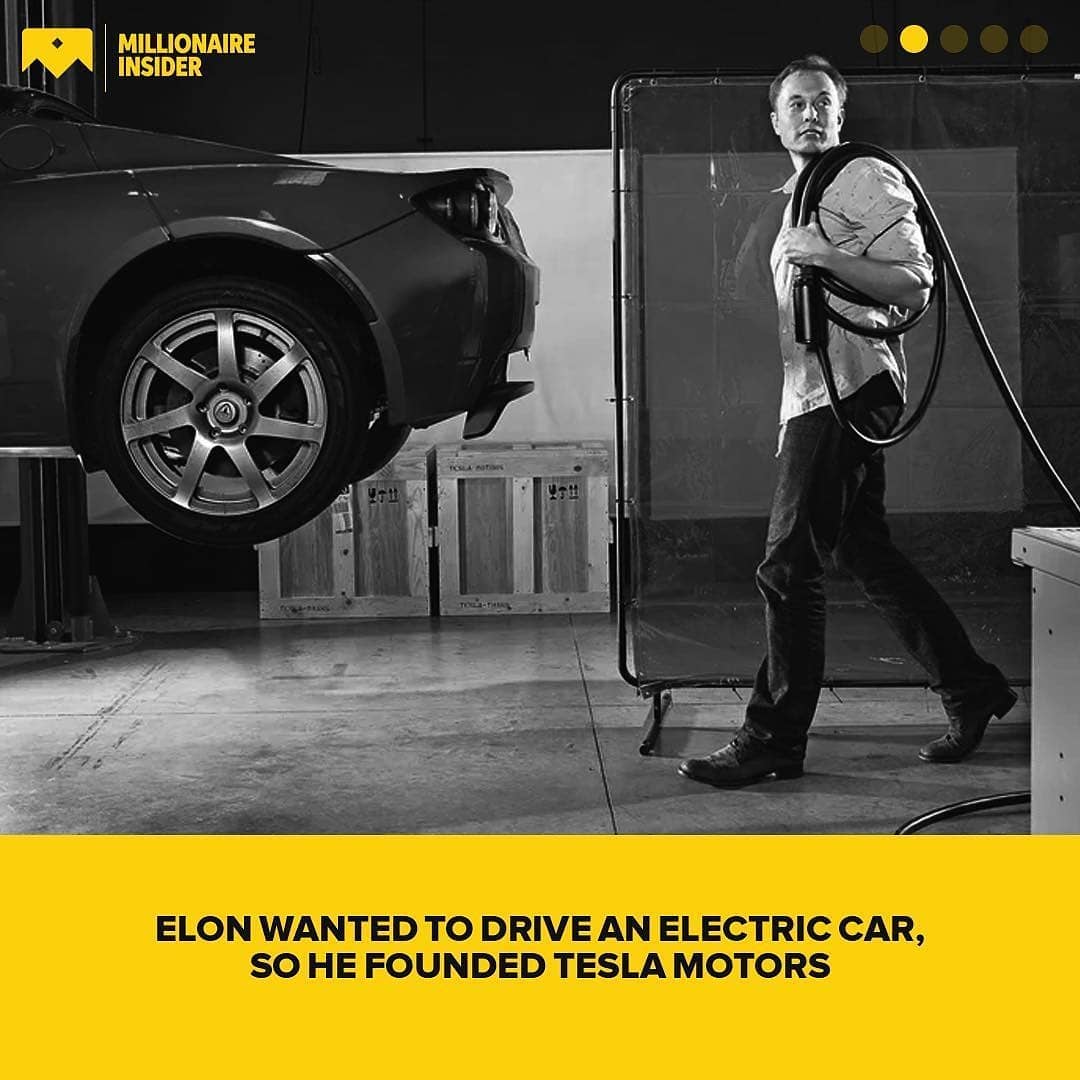 MILLIONAIRE
INSIDER
TESLA MOTORS
ELON WANTED TO DRIVE AN ELECTRIC CAR,
SO HE FOUNDED TESLA MOTORS